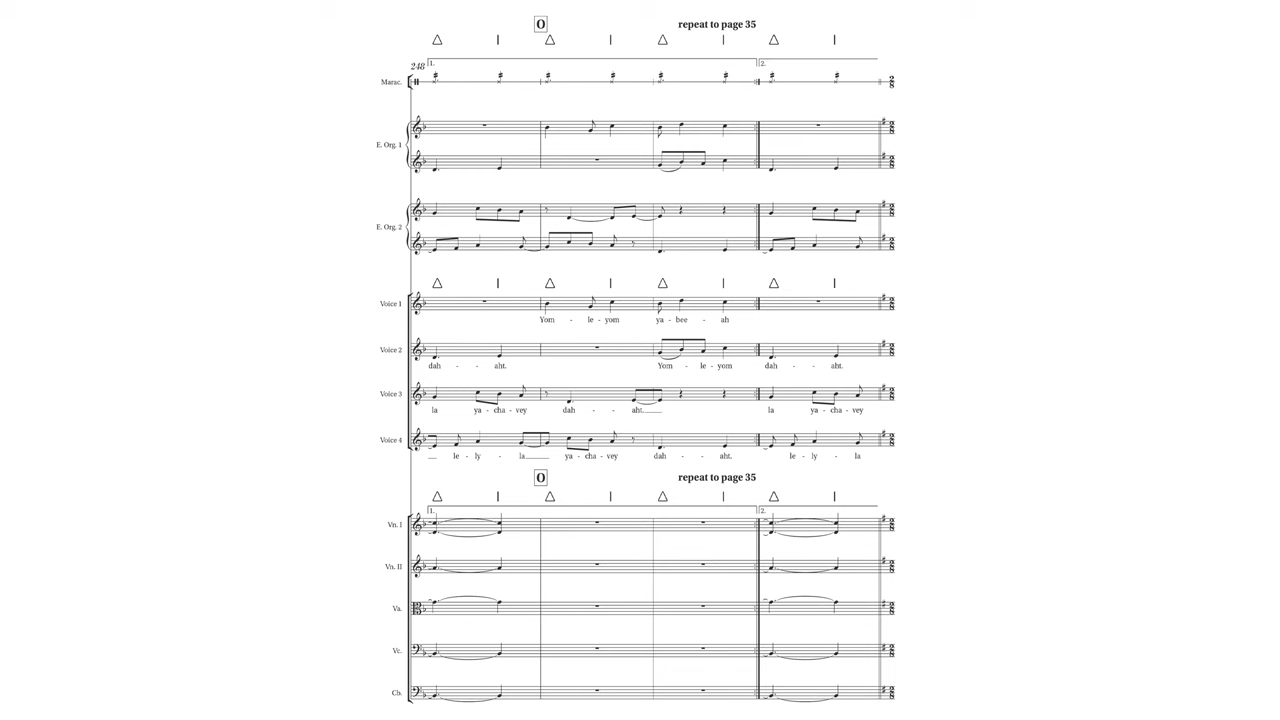 O repeat to page 35
248 1. 2.
Marac.
E. Org. 1
E. Org. 2
Voice 1
Yom - le - yom ya - bee - ah
Voice 2
dah - - aht. Yom - le - yom dah - - aht.
Voice 3
la ya - cha - vey dah - - aht. la ya - cha - vey
Voice 4
le - ly - la ya - cha - vey dah - - aht. le - ly - la
O repeat to page 35
1. 2.
Vn. I
Vn. II
Va.
Vc.
Cb.